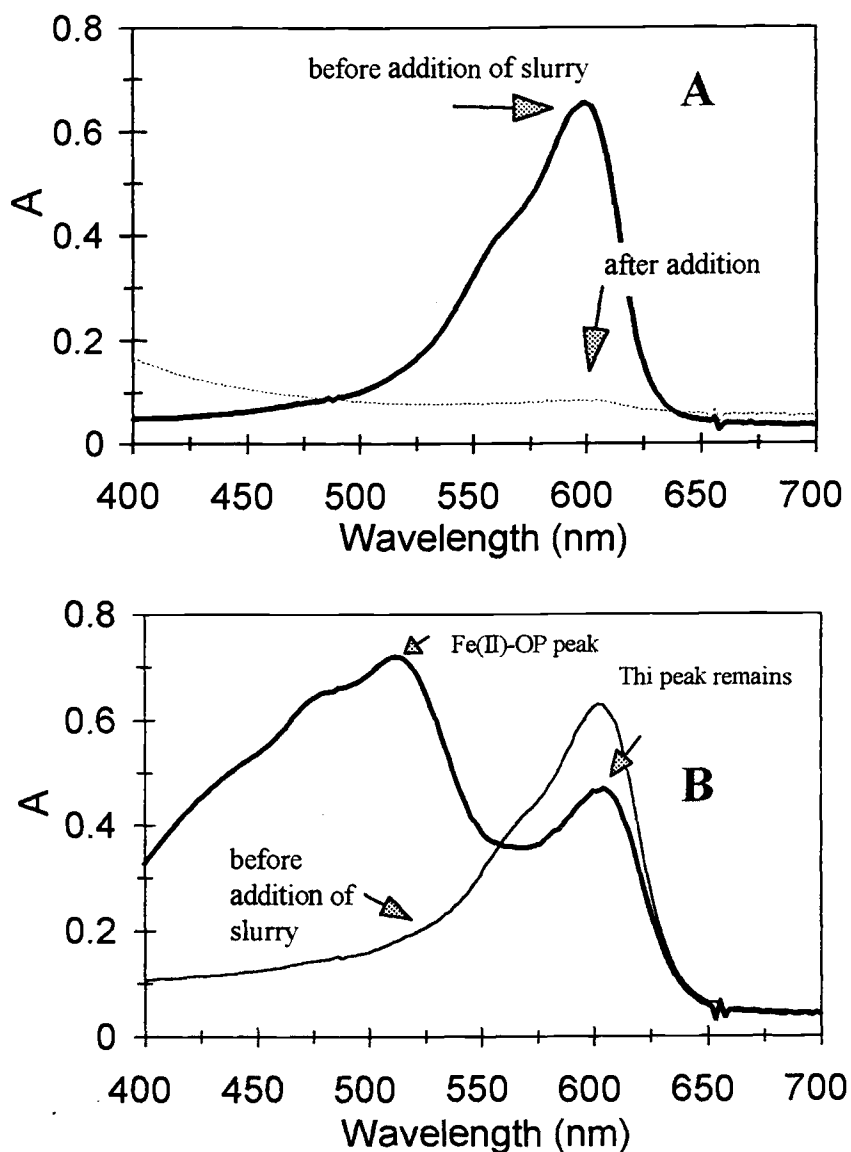 0.8
before addition of slurry
A
0.6
A
0.4
after addition
0.2
0
400 450 500 550 600 650 700
Wavelength (nm)
0.8
Fe(II)-OP peak
Thi peak remains
0.6
B
A
0.4
before
addition of
slurry
0.2
0
400 450 500 550 600 650 700
Wavelength (nm)